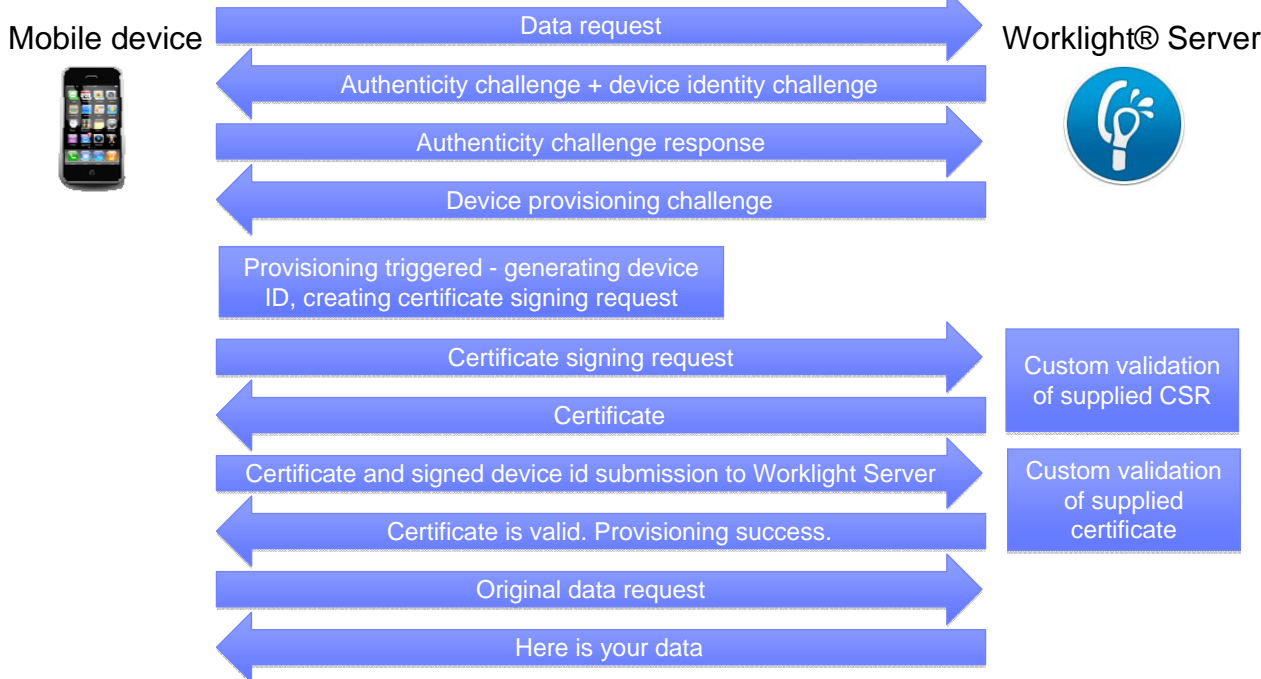 Data request
Mobile device
Worklight® Server
Authenticity challenge + device identity challenge
Authenticity challenge response
Device provisioning challenge
Provisioning triggered - generating device
ID, creating certificate signing request
Certificate signing request
Custom validation
of supplied CSR
Certificate
Certificate and signed device id submission to Worklight Server
Custom validation
of supplied
certificate
Certificate is valid. Provisioning success.
Original data request
Here is your data